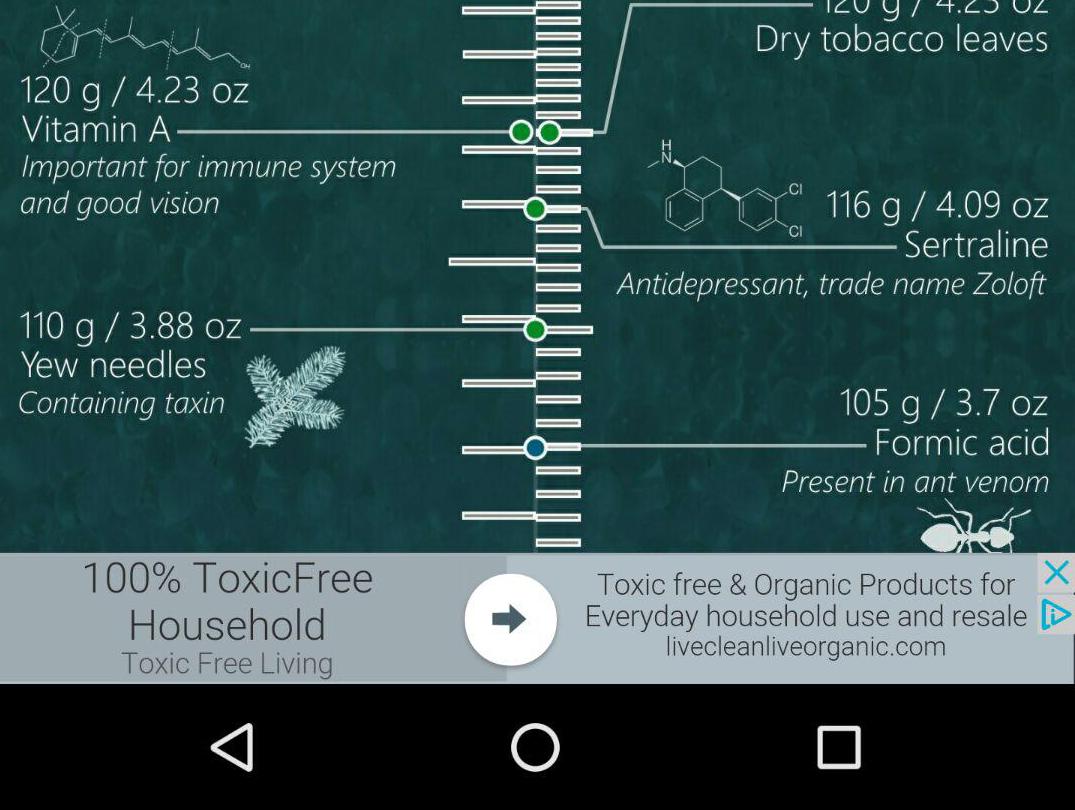 120 g / 4.23 oz
Dry tobacco leaves
OH
120 g / 4.23 oz
Vitamin A
Important for immune system
and good vision
H
N
Cl
Cl
116 g / 4.09 oz
Sertraline
Antidepressant, trade name Zoloft
110 g / 3.88 oz
Yew needles
Containing taxin
105 g / 3.7 oz
Formic acid
Present in ant venom
100% ToxicFree
Household
Toxic Free Living
Toxic free & Organic Products for
Everyday household use and resale
livecleanliveorganic.com